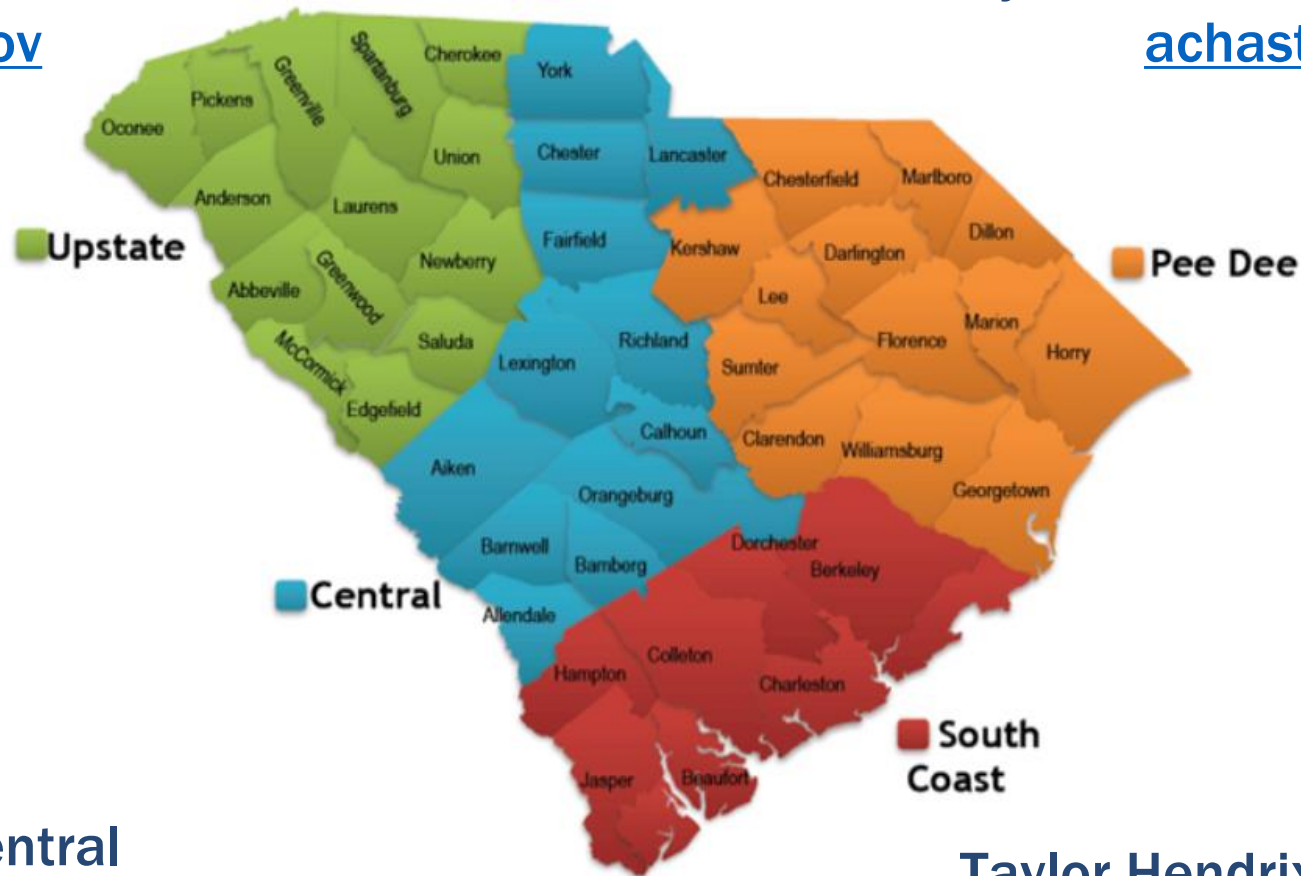 ov
achast
York
Cherokee
Spartanburg
Greenville
Pickens
Oconee
Union
Chester
Lancaster
Chesterfield
Marlboro
Anderson
Laurens
Dillon
Upstate
Fairfield
Kershaw
Darlington
Pee Dee
Newberry
Abbeville
Greenwood
Lee
Marion
Florence
Richland
Saluda
Lexington
Horry
McCormick
Sumter
Edgefield
Calhoun
Clarendon
Williamsburg
Aiken
Orangeburg
Georgetown
Barnwell
Bamberg
Dorchester
Berkeley
Central
Allendale
Colleton
Hampton
Charleston
South
Coast
Jasper
Beaufort
entral
Taylor Hendrix